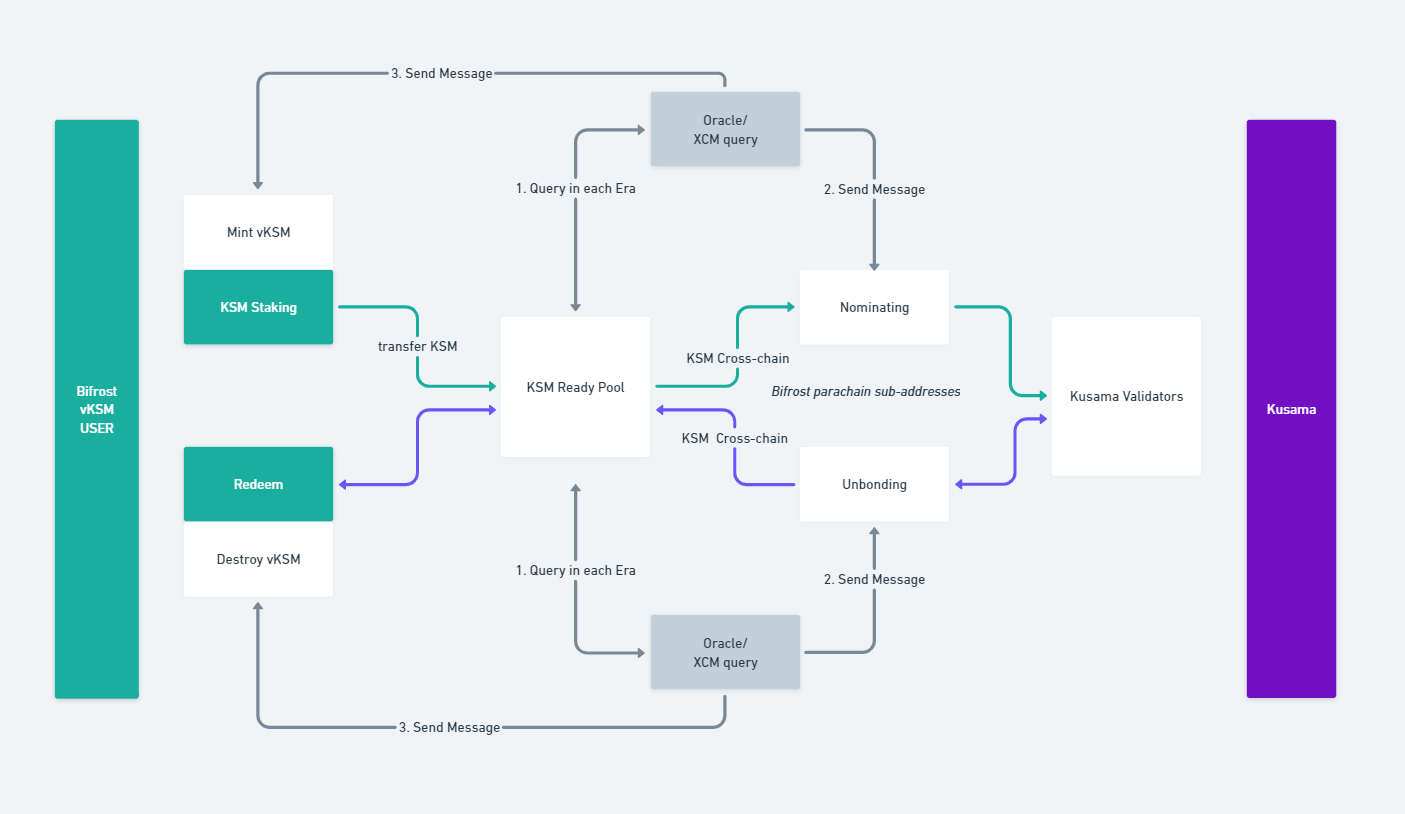 3. Send Message
Oracle/
XCM query
1. Query in each Era
2. Send Message
Mint vKSM
KSM Staking
transfer KSM
KSM Ready Pool
KSM Cross-chain
Nominating
Bifrost parachain sub-addresses
Kusama Validators
Bifrost
vKSM
USER
Kusama
KSM  Cross-chain
Redeem
Unbonding
Destroy vKSM
1. Query in each Era
2. Send Message
Oracle/
XCM query
3. Send Message